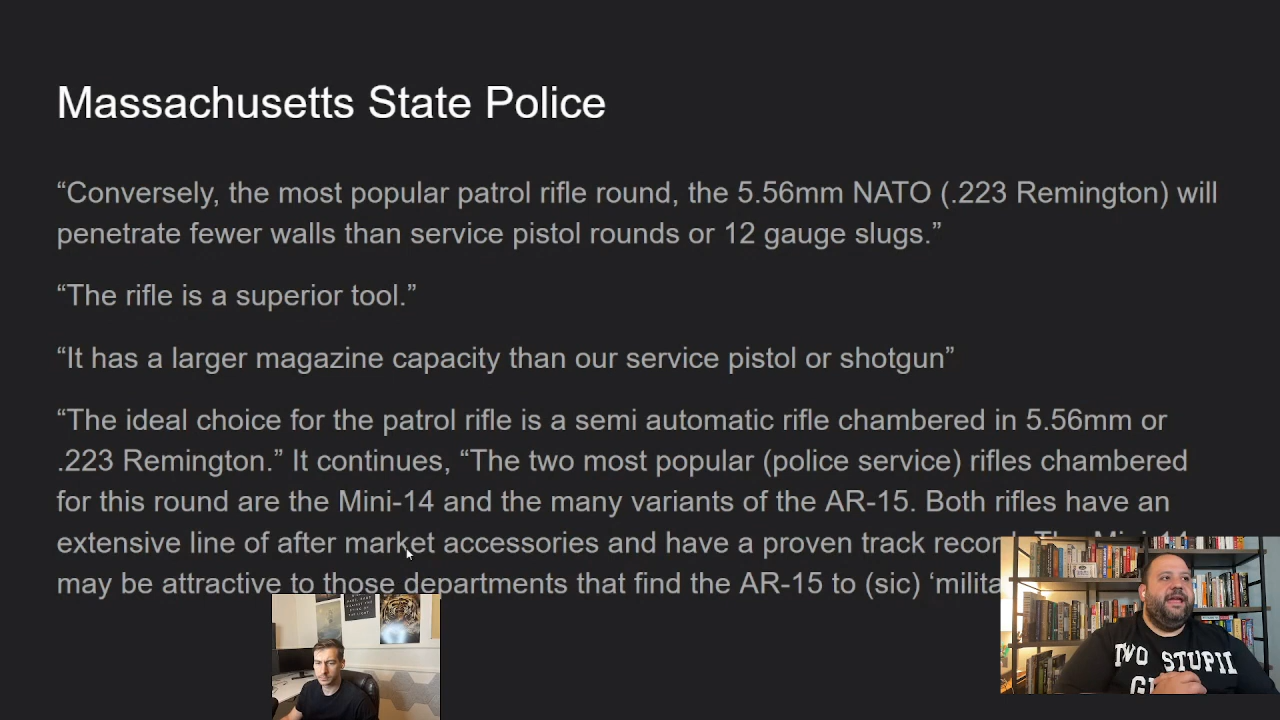 Massachusetts State Police
“Conversely, the most popular patrol rifle round, the 5.56mm NATO (.223 Remington) will
penetrate fewer walls than service pistol rounds or 12 gauge slugs.”
“The rifle is a superior tool.”
“It has a larger magazine capacity than our service pistol or shotgun”
“The ideal choice for the patrol rifle is a semi automatic rifle chambered in 5.56mm or
.223 Remington.” It continues, “The two most popular (police service) rifles chambered
for this round are the Mini-14 and the many variants of the AR-15. Both rifles have an
extensive line of after market accessories and have a proven track record. The Mini-14
may be attractive to those departments that find the AR-15 to (sic) ‘milita
TWO STUPI